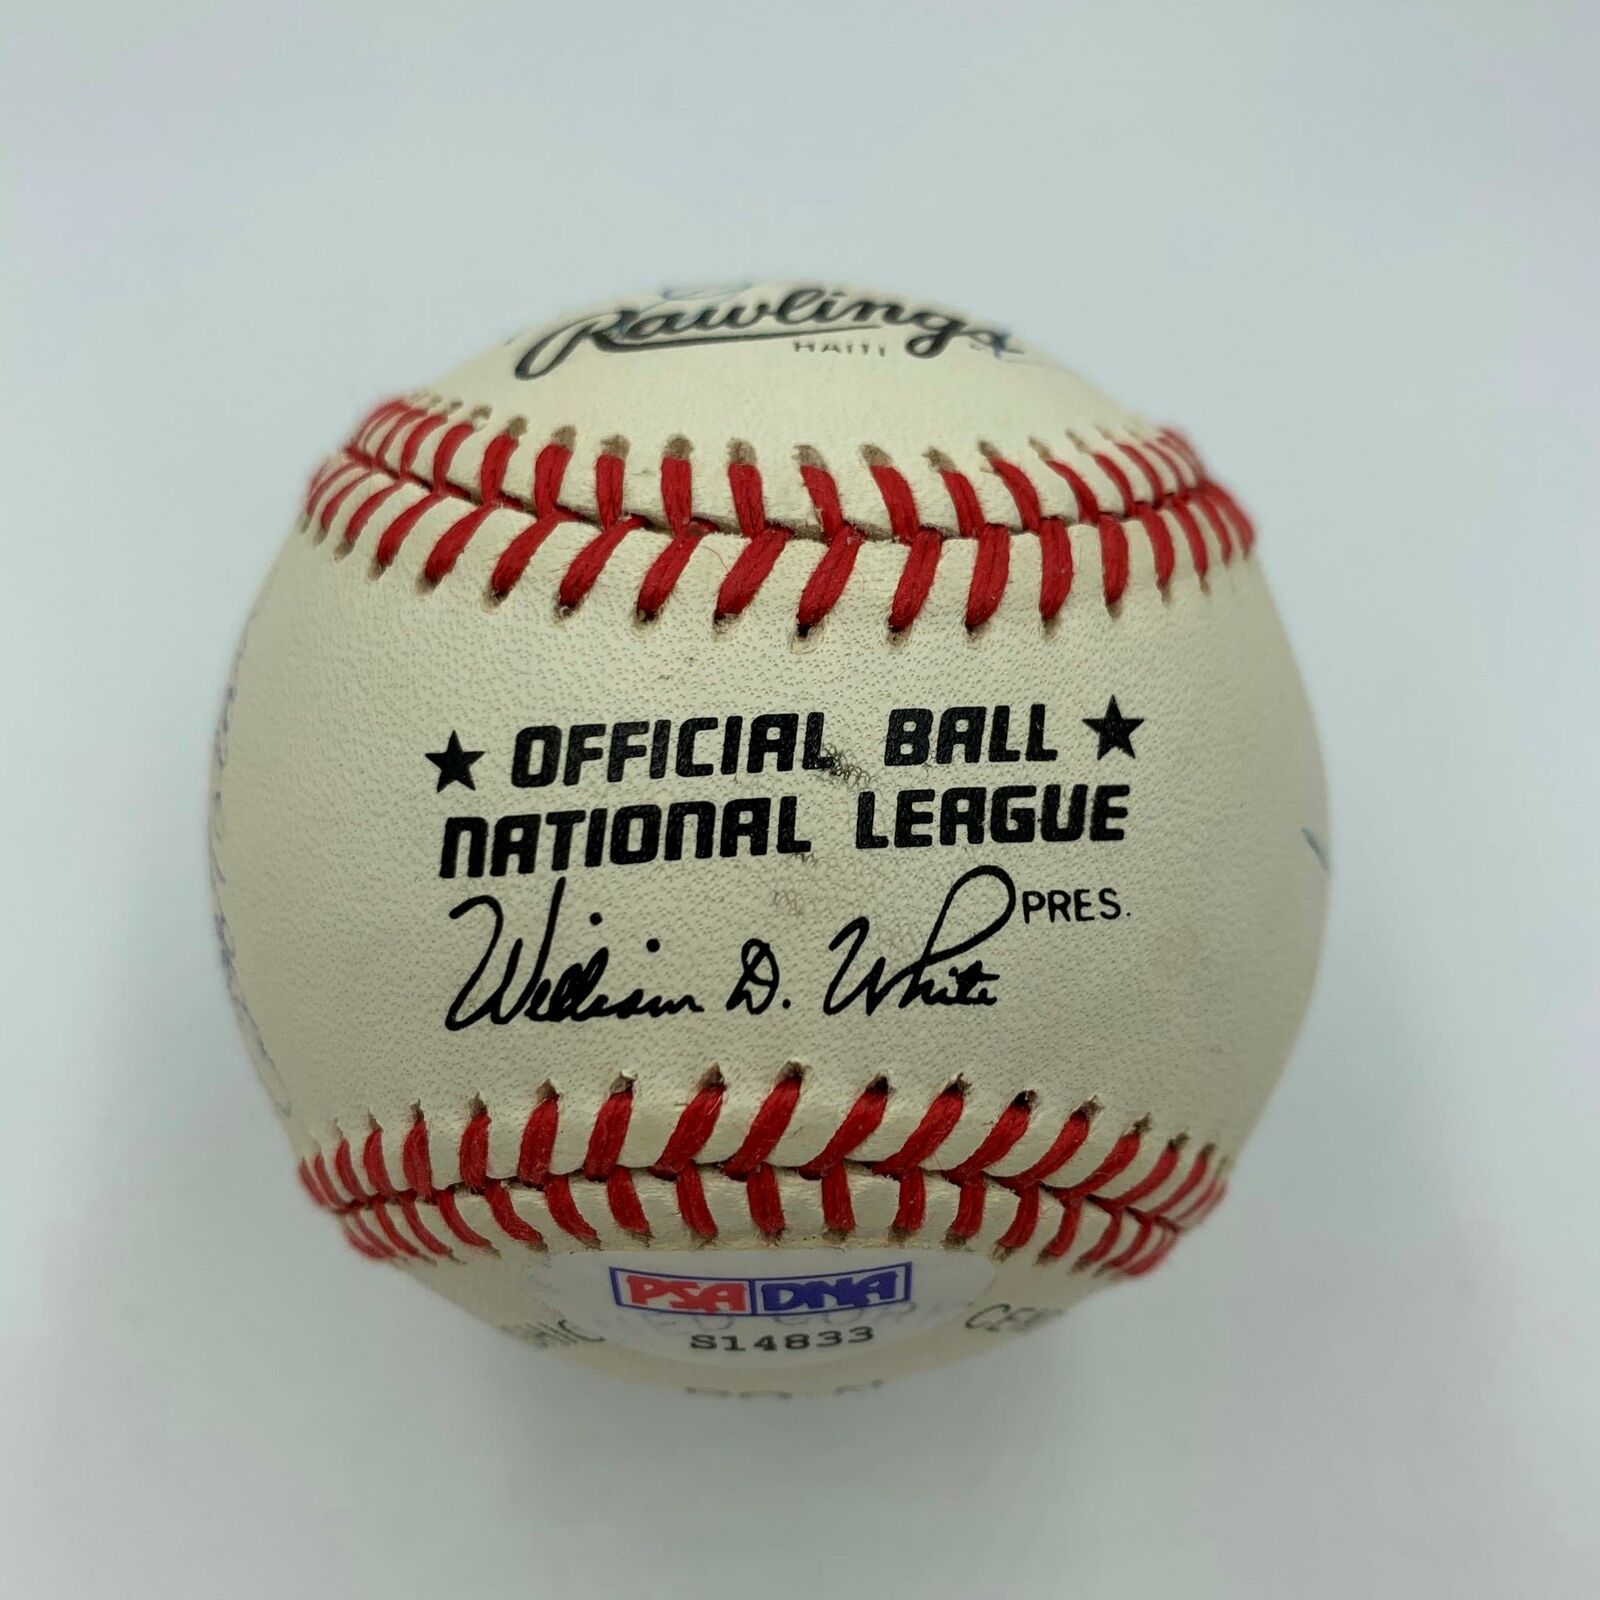 Rawlings
HAITI
★ OFFICIAL BALL ★
NATIONAL LEAGUE
PRES.
William D. White
PSA DNA
S14833